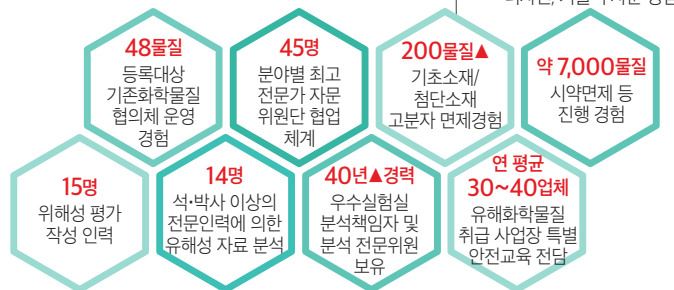 48물질
등록대상
기존화학물질
협의체 운영
경험
45명
분야별 최고
전문가 자문
위원단 협업
체계
200물질▲
기초소재/
첨단소재
고분자 면제경험
약 7,000물질
시약면제 등
진행 경험
15명
위해성 평가
작성 인력
14명
석·박사 이상의
전문인력에 의한
유해성 자료 분석
40년▲경력
우수실험실
분석책임자 및
분석 전문위원
보유
연 평균
30~40업체
유해화학물질
취급 사업장 특별
안전교육 전담